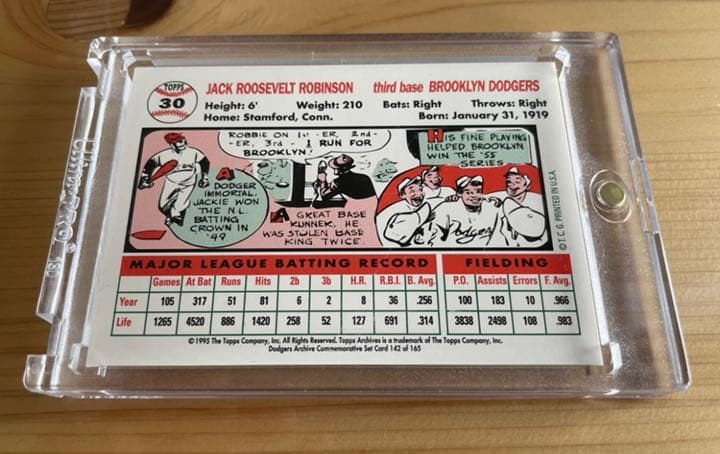 TOPPS
30
JACK ROOSEVELT ROBINSON third base BROOKLYN DODGERS
Height: 6' Weight: 210 Bats: Right Throws: Right
Home: Stamford, Conn. Born: January 31, 1919
ROBBIE ON 1st - ER, 2nd -
-ER, 3rd - 1 RUN FOR
BROOKLYN!
A
DODGER
IMMORTAL,
JACKIE WON
THE N.L.
BATTING
CROWN IN
'49.
A GREAT BASE
RUNNER, HE
WAS STOLEN BASE
KING TWICE.
HIS FINE PLAYING
HELPED BROOKLYN
WIN THE '55
SERIES.
Dodgers
© T. C. G. PRINTED IN U.S.A.
MAJOR LEAGUE BATTING RECORD FIELDING
Games At Bat Runs Hits 2b 3b H.R. R.B.I. B. Avg. P.O. Assists Errors F. Avg.
Year 105 317 51 81 6 2 8 36 .256 100 183 10 .966
Life 1265 4520 886 1420 258 52 127 691 .314 3838 2498 108 .983
© 1995 The Topps Company, Inc. All Rights Reserved. Topps Archives is a trademark of The Topps Company, Inc.
Dodgers Archive Commemorative Set Card 142 of 165